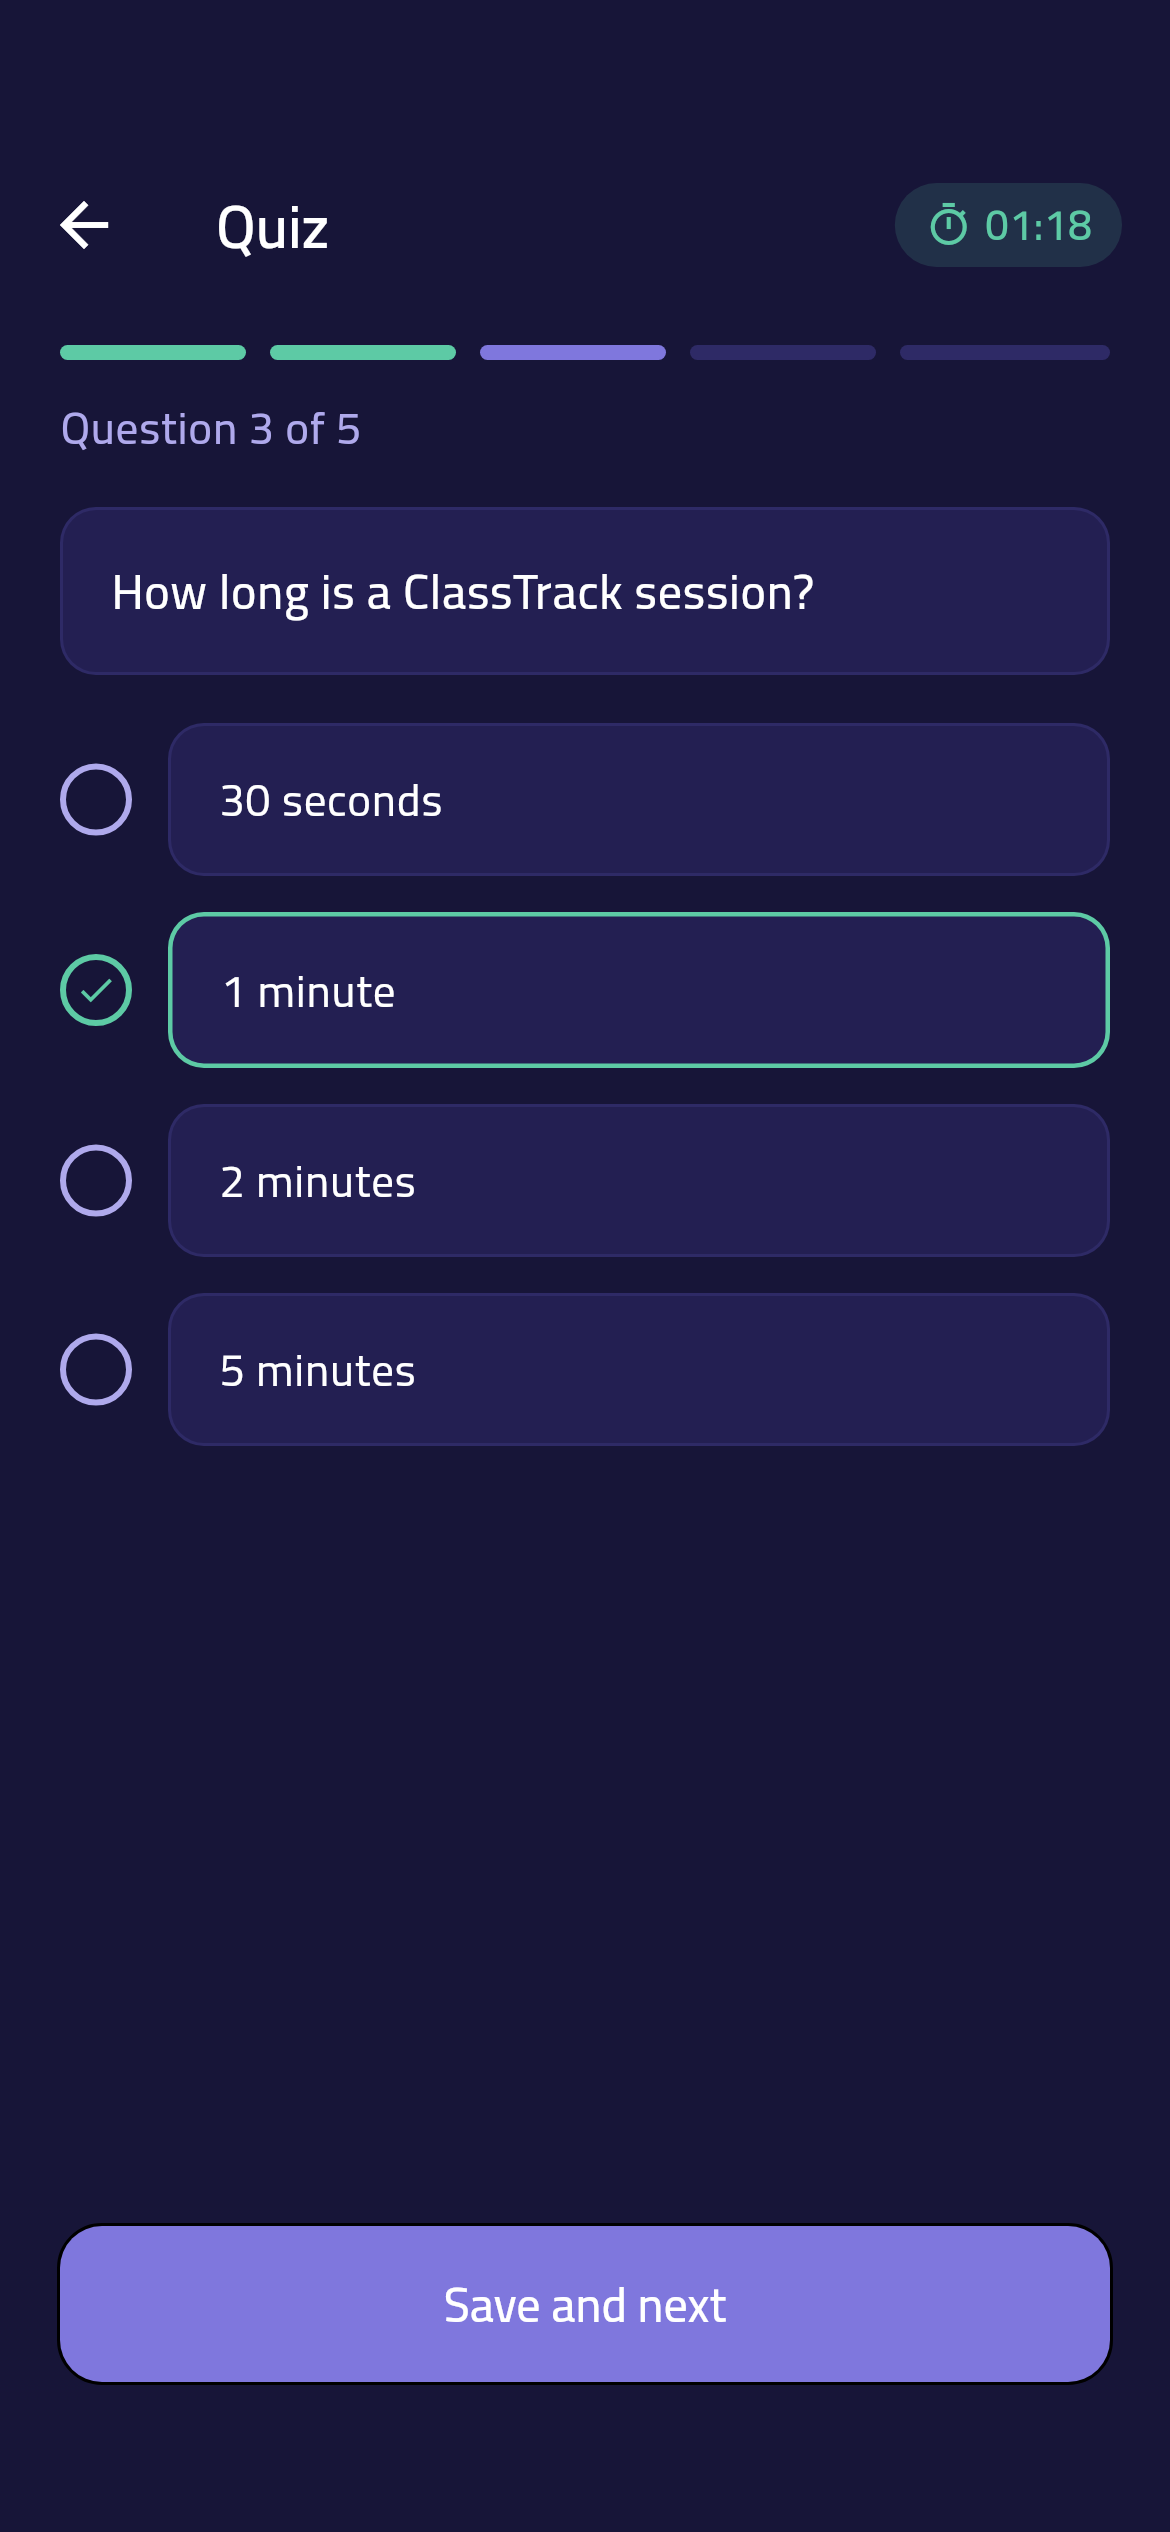 Quiz
01:18
Question 3 of 5
How long is a ClassTrack session?
30 seconds
1 minute
2 minutes
5 minutes
Save and next